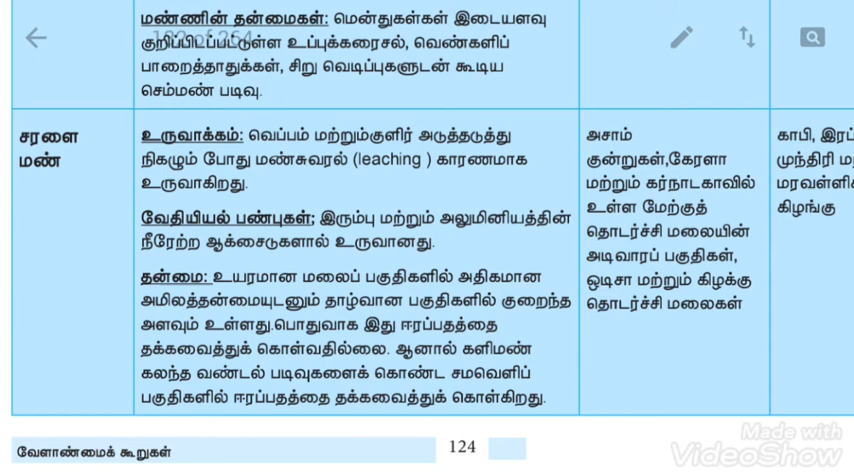 மண்ணின் தன்மைகள்: மென்துகள்கள் இடையளவு
குறிப்பிடப்பட்டுள்ள உப்புக்கரைசல், வெண்களிப்
பாறைத்தாதுக்கள், சிறு வெடிப்புகளுடன் கூடிய
செம்மண் படிவு.
சரளை
மண்
உருவாக்கம்: வெப்பம் மற்றும்குளிர் அடுத்தடுத்து
நிகழும் போது மண்சுவரல் (leaching ) காரணமாக
உருவாகிறது.
வேதியியல் பண்புகள்; இரும்பு மற்றும் அலுமினியத்தின்
நீரேற்ற ஆக்சைடுகளால் உருவானது.
தன்மை: உயரமான மலைப் பகுதிகளில் அதிகமான
அமிலத்தன்மையுடனும் தாழ்வான பகுதிகளில் குறைந்த
அளவும் உள்ளது.பொதுவாக இது ஈரப்பதத்தை
தக்கவைத்துக் கொள்வதில்லை. ஆனால் களிமண்
கலந்த வண்டல் படிவுகளைக் கொண்ட சமவெளிப்
பகுதிகளில் ஈரப்பதத்தை தக்கவைத்துக் கொள்கிறது.
அசாம்
குன்றுகள்,கேரளா
மற்றும் கர்நாடகாவில்
உள்ள மேற்குத்
தொடர்ச்சி மலையின்
அடிவாரப் பகுதிகள்,
ஒடிசா மற்றும் கிழக்கு
தொடர்ச்சி மலைகள்
காபி,
முந்திரி
கிழங்கு
வேளாண்மைக் கூறுகள்
124
Made with
VideoShow